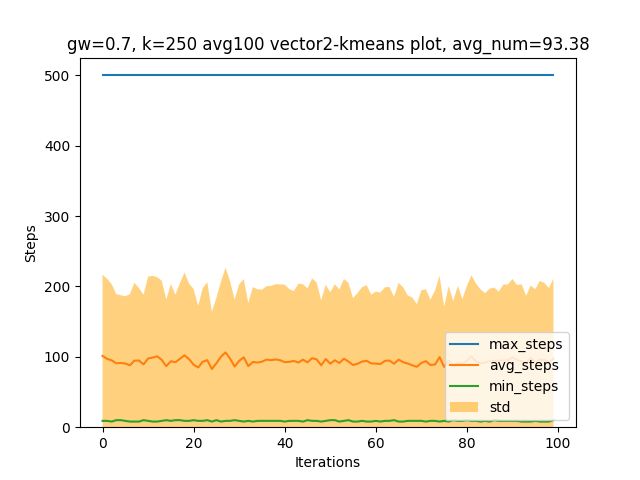 gw=0.7, k=250 avg100 vector2-kmeans plot, avg_num=93.38
500
400
300
200
100
0
Steps
max_steps
avg_steps
min_steps
std
0 20 40 60 80 100
Iterations